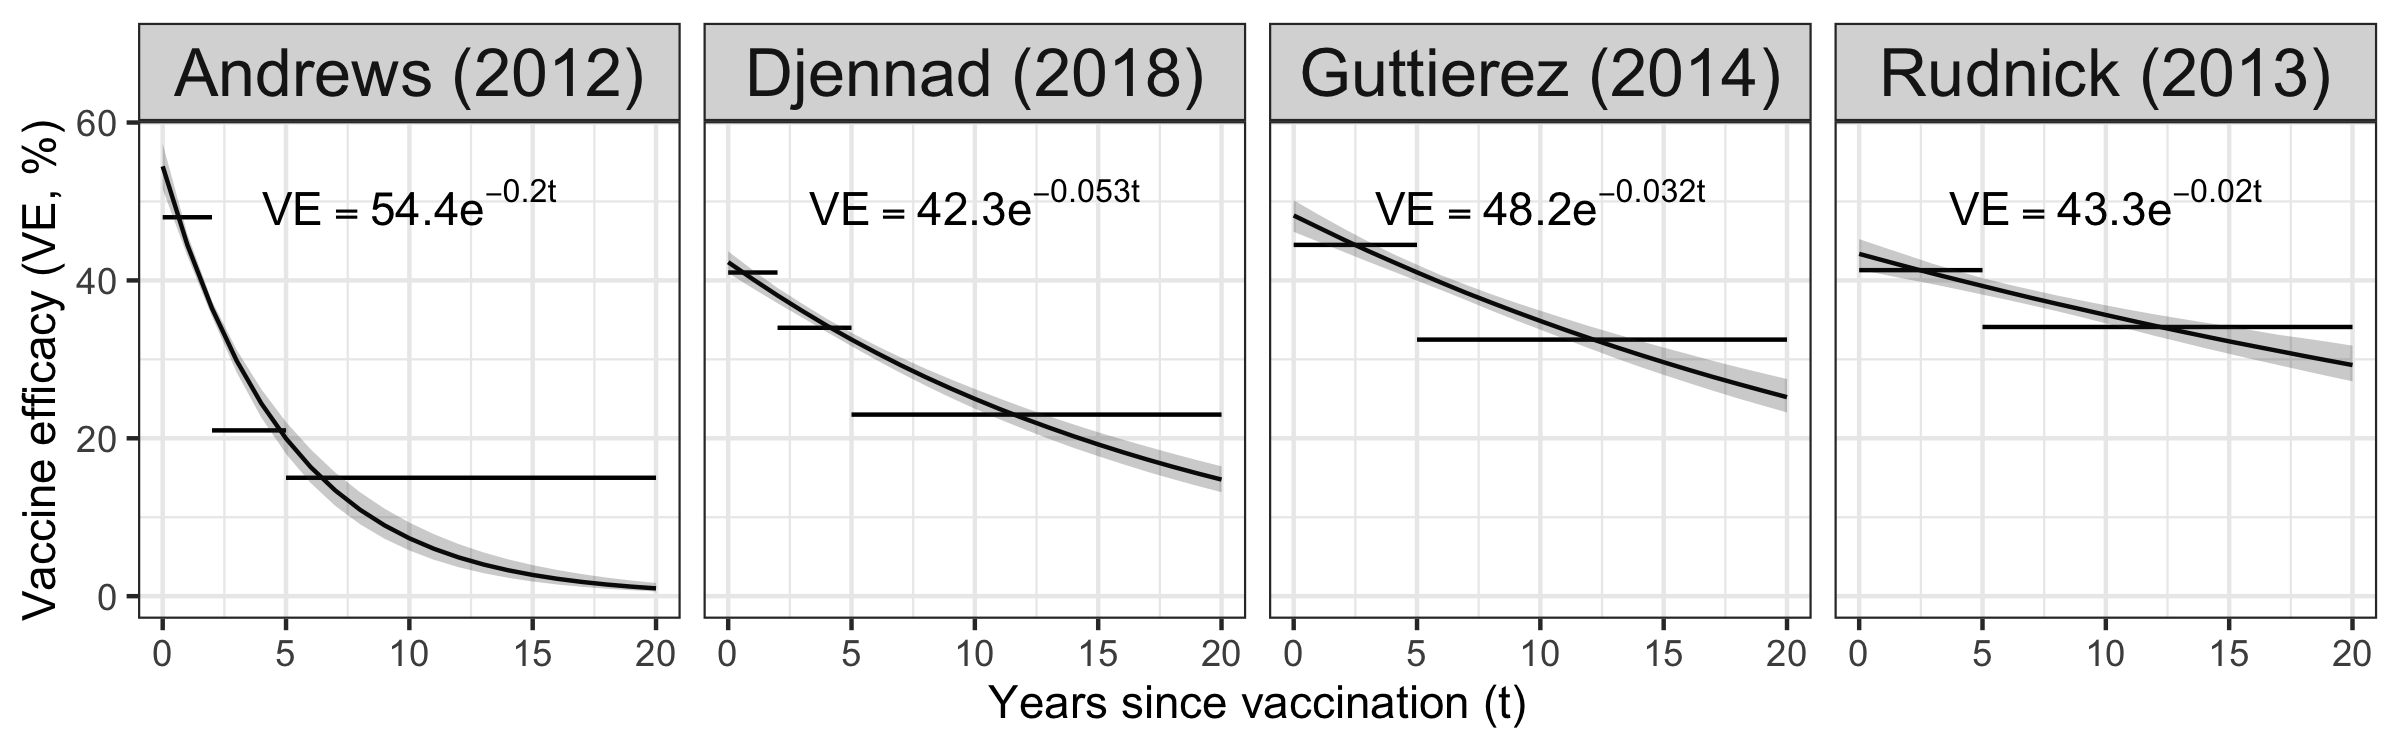 Andrews (2012) Djennad (2018) Guttierez (2014) Rudnick (2013)
Vaccine efficacy (VE, %)
60
40
20
0
VE = 54.4e−0.2t
VE = 42.3e−0.053t
VE = 48.2e−0.032t
VE = 43.3e−0.02t
0 5 10 15 20 0 5 10 15 20 0 5 10 15 20 0 5 10 15 20
Years since vaccination (t)